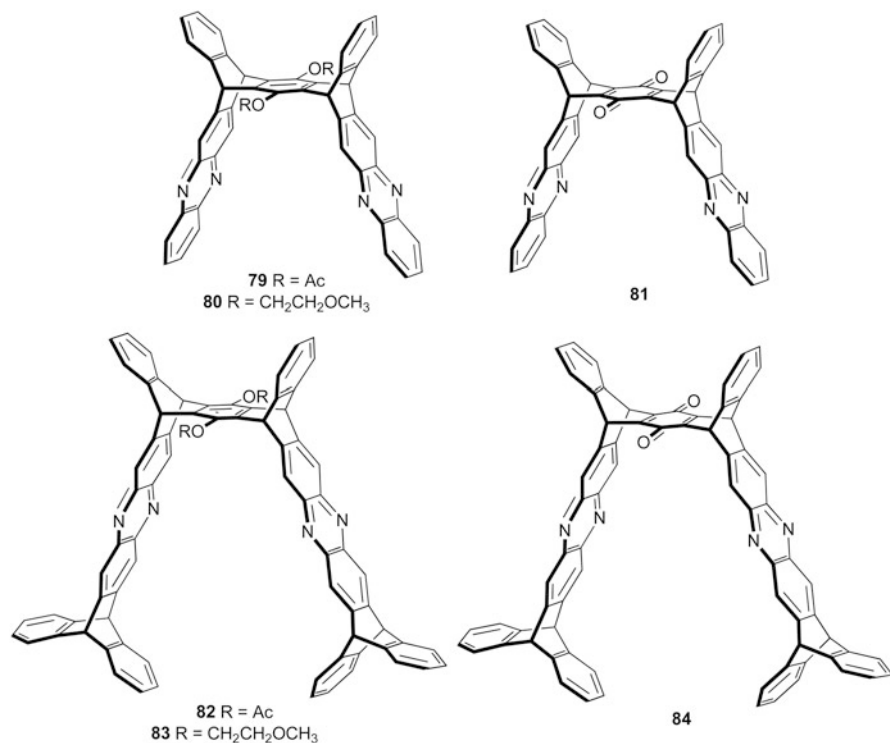 OR
RO
N
N
N
N
79 R = Ac
80 R = CH₂CH₂OCH₃
O
O
N
N
N
N
81
OR
RO
N
N
N
N
82 R = Ac
83 R = CH₂CH₂OCH₃
O
O
N
N
N
N
84